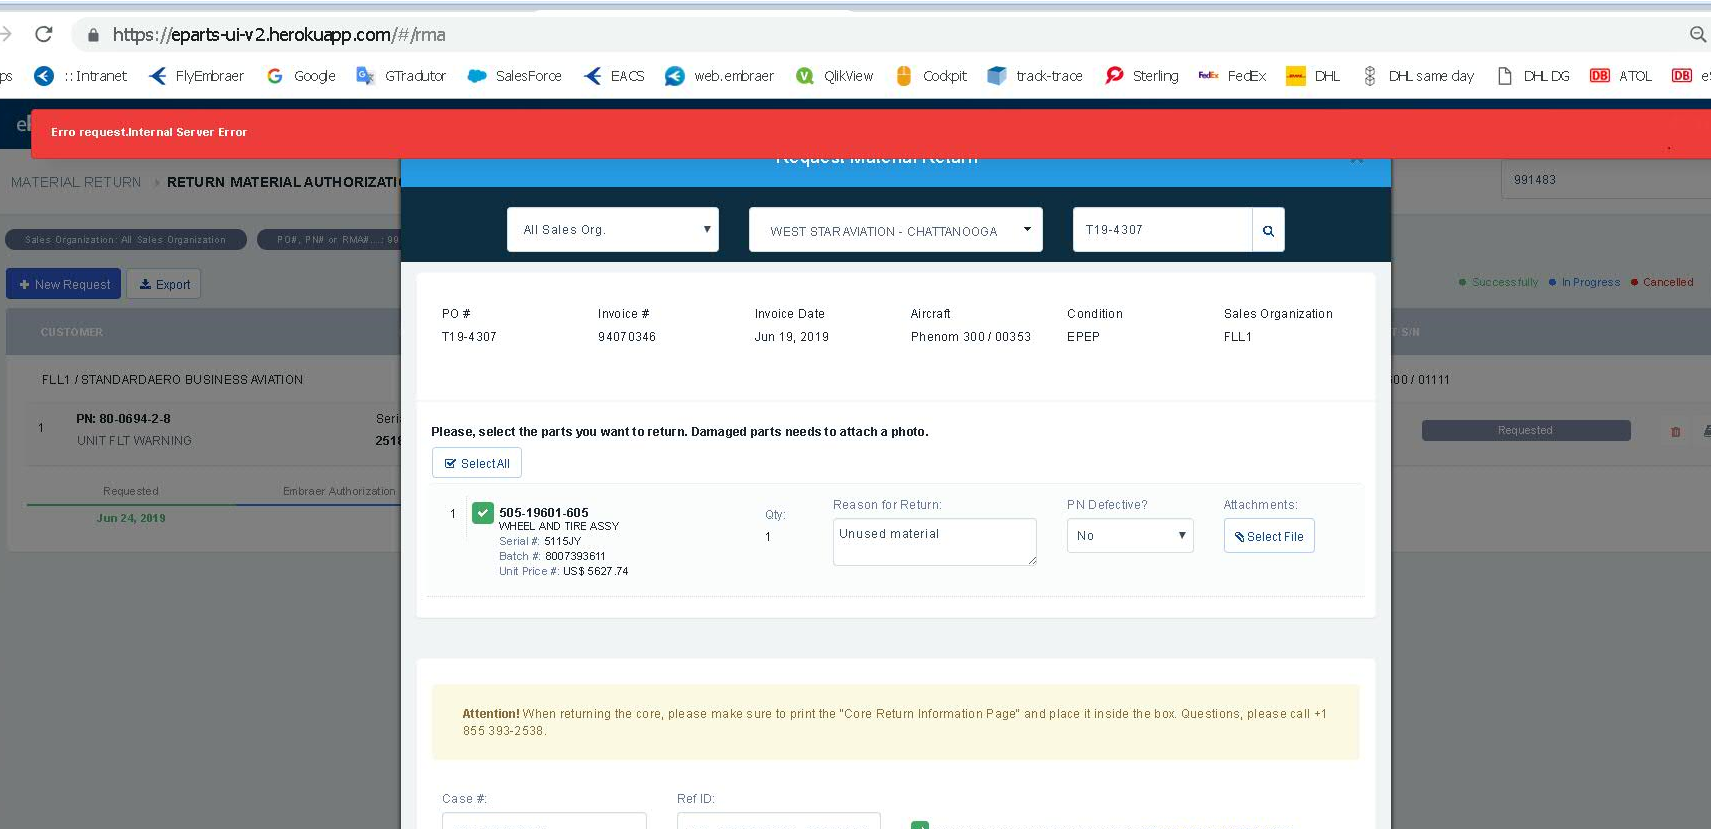 https://eparts-ui-v2.herokuapp.com/#/rma
ps :: Intranet FlyEmbraer Google GTradutor SalesForce EACS web.embraer QlikView Cockpit track-trace Sterling FedEx DHL DHL same day DHL DG ATOL
Erro request.Internal Server Error
Request Material Return
MATERIAL RETURN > RETURN MATERIAL AUTHORIZATI
991483
All Sales Org.
WEST STAR AVIATION - CHATTANOOGA
T19-4307
Sales Organization: All Sales Organization
PO#, PN# or RMA#....: 99
New Request
Export
Successfully In Progress Cancelled
PO # Invoice # Invoice Date Aircraft Condition Sales Organization
T19-4307 94070346 Jun 19, 2019 Phenom 300 / 00353 EPEP FLL1
CUSTOMER
T S/N
FLL1 / STANDARDAERO BUSINESS AVIATION
00 / 01111
1 PN: 80-0694-2-8 Seri
UNIT FLT WARNING 2518
Requested
Requested Embraer Authorization
Jun 24, 2019
Please, select the parts you want to return. Damaged parts needs to attach a photo.
Select All
1 505-19601-605
WHEEL AND TIRE ASSY
Serial #: 5115JY
Batch #: 8007393611
Unit Price #: US$ 5627.74
Qty:
1
Reason for Return:
Unused material
PN Defective?
No
Attachments:
Select File
Attention! When returning the core, please make sure to print the "Core Return Information Page" and place it inside the box. Questions, please call +1
855 393-2538.
Case #: Ref ID: